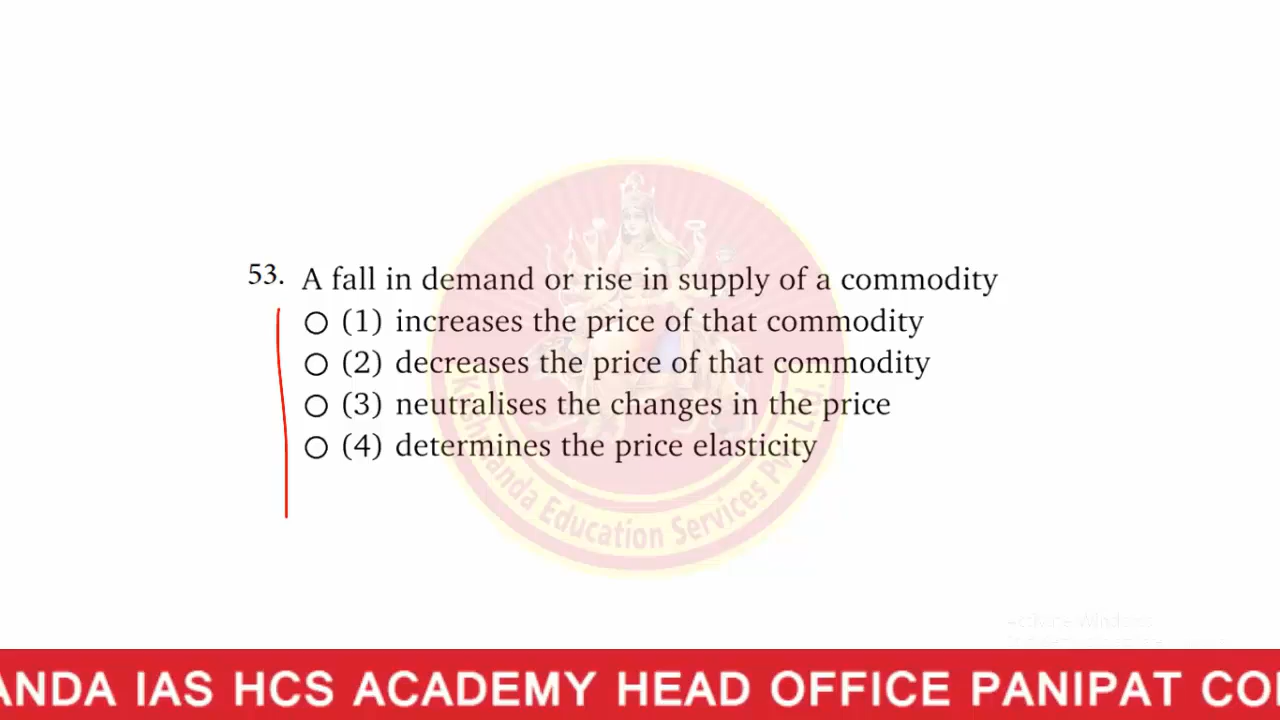 53. A fall in demand or rise in supply of a commodity
(1) increases the price of that commodity
(2) decreases the price of that commodity
(3) neutralises the changes in the price
(4) determines the price elasticity
Education Services Pvt. Ltd.
ANDA IAS HCS ACADEMY HEAD OFFICE PANIPAT